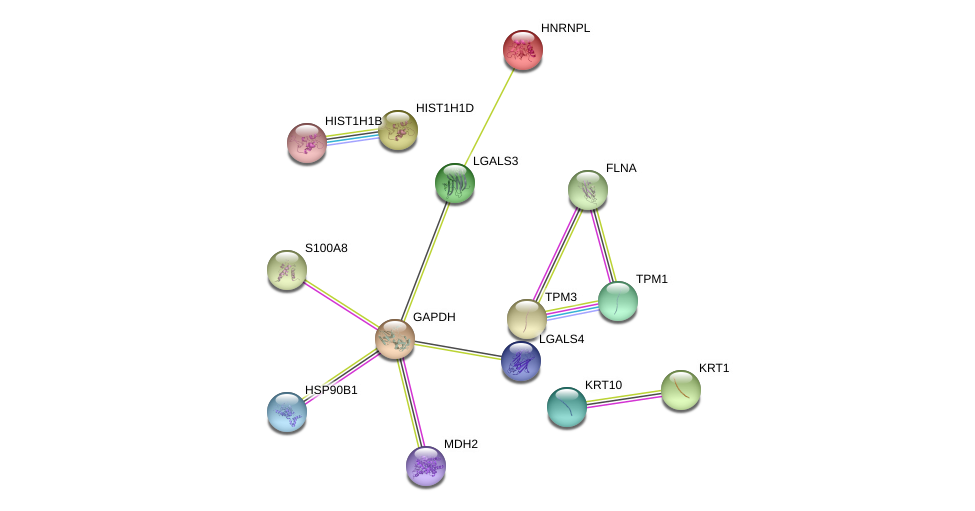 HNRNPL
HIST1H1D
HIST1H1B
LGALS3
FLNA
S100A8
TPM1
TPM3
GAPDH
LGALS4
KRT1
KRT10
HSP90B1
MDH2